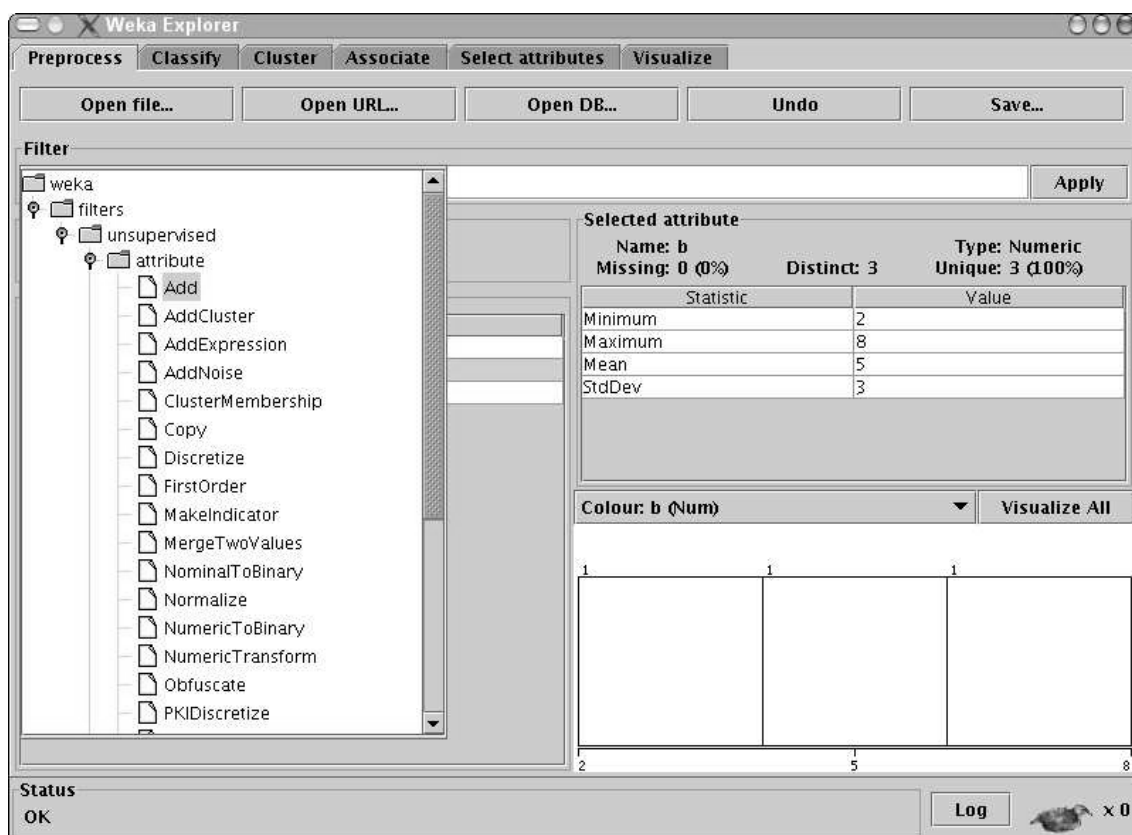 Weka Explorer
Preprocess Classify Cluster Associate Select attributes Visualize
Open file... Open URL... Open DB... Undo Save...
Filter
Apply
weka
filters
unsupervised
attribute
Add
AddCluster
AddExpression
AddNoise
ClusterMembership
Copy
Discretize
FirstOrder
MakeIndicator
MergeTwoValues
NominalToBinary
Normalize
NumericToBinary
NumericTransform
Obfuscate
PKIDiscretize
Selected attribute
Name: b Type: Numeric
Missing: 0 (0%) Distinct: 3 Unique: 3 (100%)
Statistic Value
Minimum 2
Maximum 8
Mean 5
StdDev 3
Colour: b (Num) Visualize All
1 1 1
2 5 8
Status
OK
Log x 0